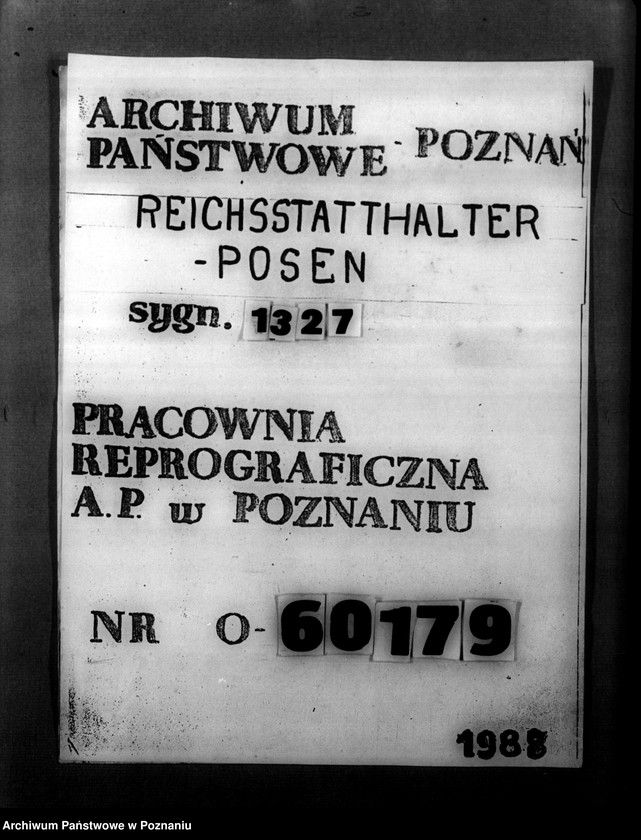 ARCHIWUM
PAŃSTWOWE - POZNAŃ
REICHSSTATTHALTER
-POSEN
sygn. 1327
PRACOWNIA
REPROGRAFICZNA
A.P. w POZNANIU
NR O-60179
1988
Archiwum Państwowe w Poznaniu